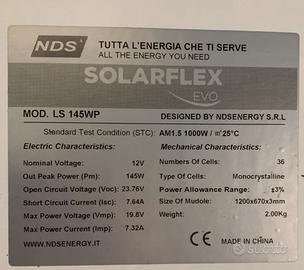 NDS TUTTA L'ENERGIA CHE TI SERVE
ALL THE ENERGY YOU NEED
SOLARFLEX
EVO
MOD. LS 145WP DESIGNED BY NDSENERGY S.R.L
Standard Test Condition (STC): AM1.5 1000W / ㎡25°C
Electric Characteristics: Mechanical Characteristics:
Nominal Voltage: 12V Numbers Of Cells: 36
Out Peak Power (Pm): 145W Type Of Cells: Monocrystalline
Open Circuit Voltage (Voc): 23.76V Power Allowance Range: ±3%
Short Circuit Current (Isc): 7.64A Size Of Mudole: 1200x670x3mm
Max Power Voltage (Vmp): 19.8V Weight: 2.00Kg
Max Power Current (Imp): 7.32A
WWW.NDSENERGY.IT CE MADE IN CHINA
subito